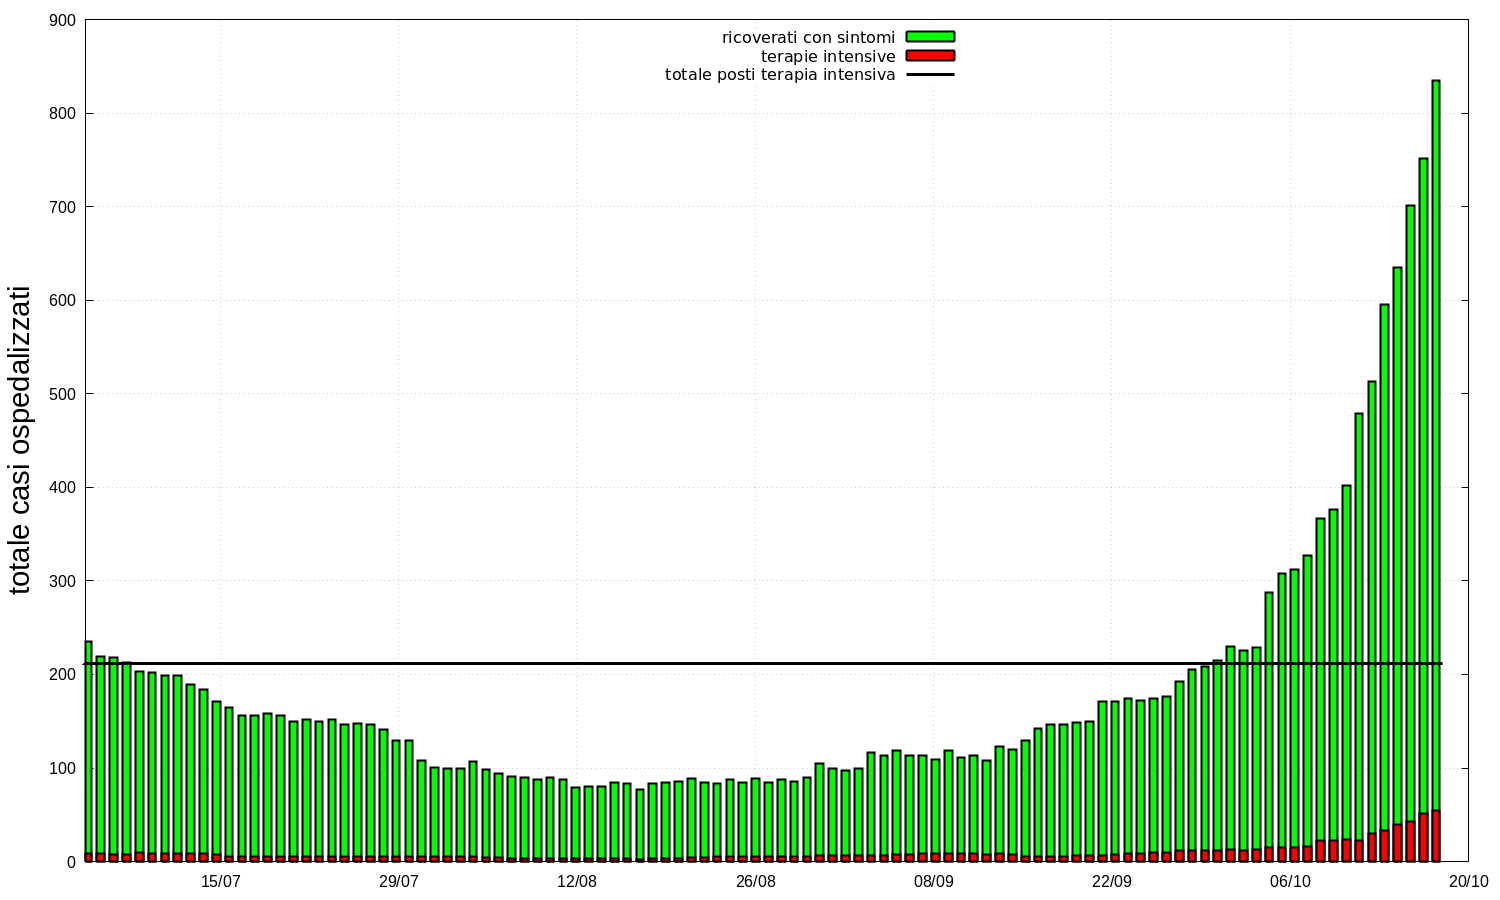 ricoverati con sintomi
terapie intensive
totale posti terapia intensiva
totale casi ospedalizzati
900
800
700
600
500
400
300
200
100
0
15/07 29/07 12/08 26/08 08/09 22/09 06/10 20/10